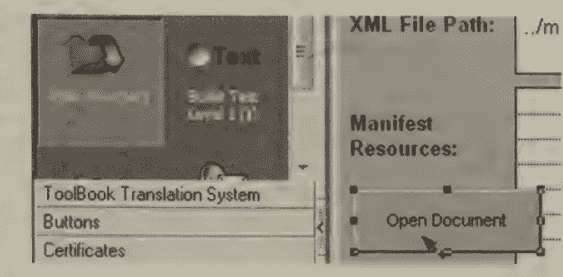 Text
XML File Path:
../m
Manifest
Resources:
ToolBook Translation System
Buttons
Open Document
Certificates